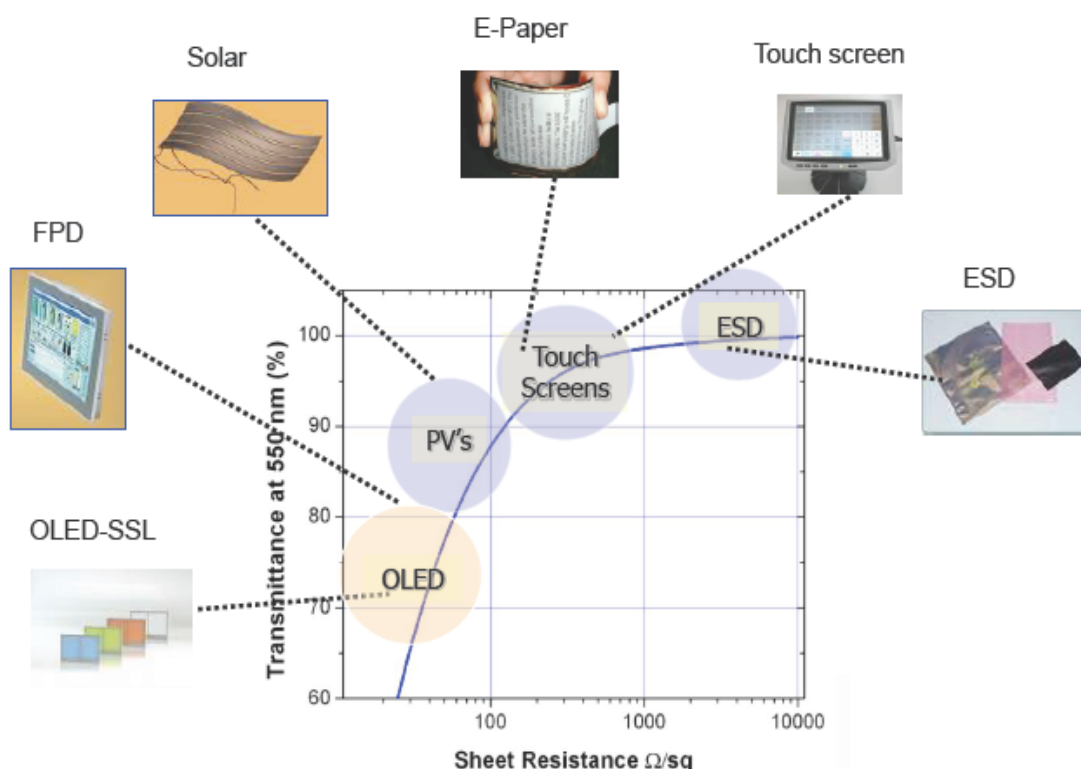 E-Paper
Solar
Touch screen
FPD
ESD
OLED-SSL
Transmittance at 550 nm (%)
100
90
80
70
60
ESD
Touch
Screens
PV's
OLED
100
1000
10000
Sheet Resistance Ω/sq